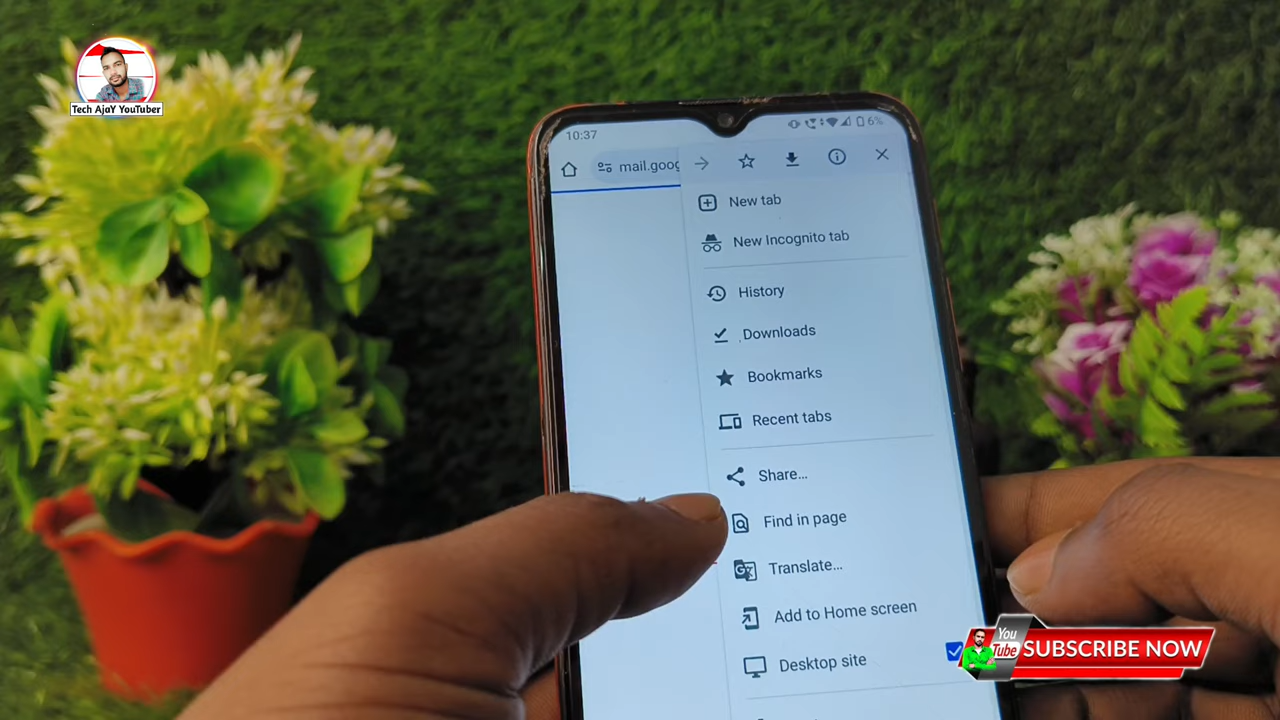 Tech AjaY YouTuber
10:37
6%
mail.goog
New tab
New Incognito tab
History
Downloads
Bookmarks
Recent tabs
Share...
Find in page
Translate...
Add to Home screen
Desktop site
You
Tube
SUBSCRIBE NOW